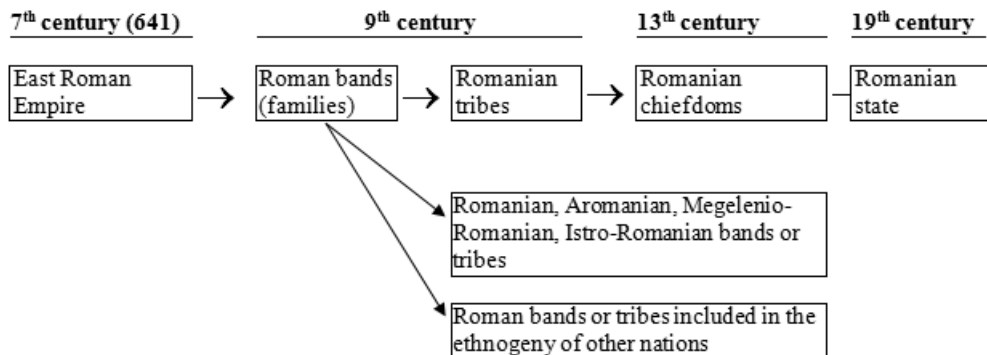 7th century (641)
9th century
13th century
19th century
East Roman
Empire
Roman bands
(families)
Romanian
tribes
Romanian
chiefdoms
Romanian
state
Romanian, Aromanian, Megelenio-
Romanian, Istro-Romanian bands or
tribes
Roman bands or tribes included in the
ethnogeny of other nations